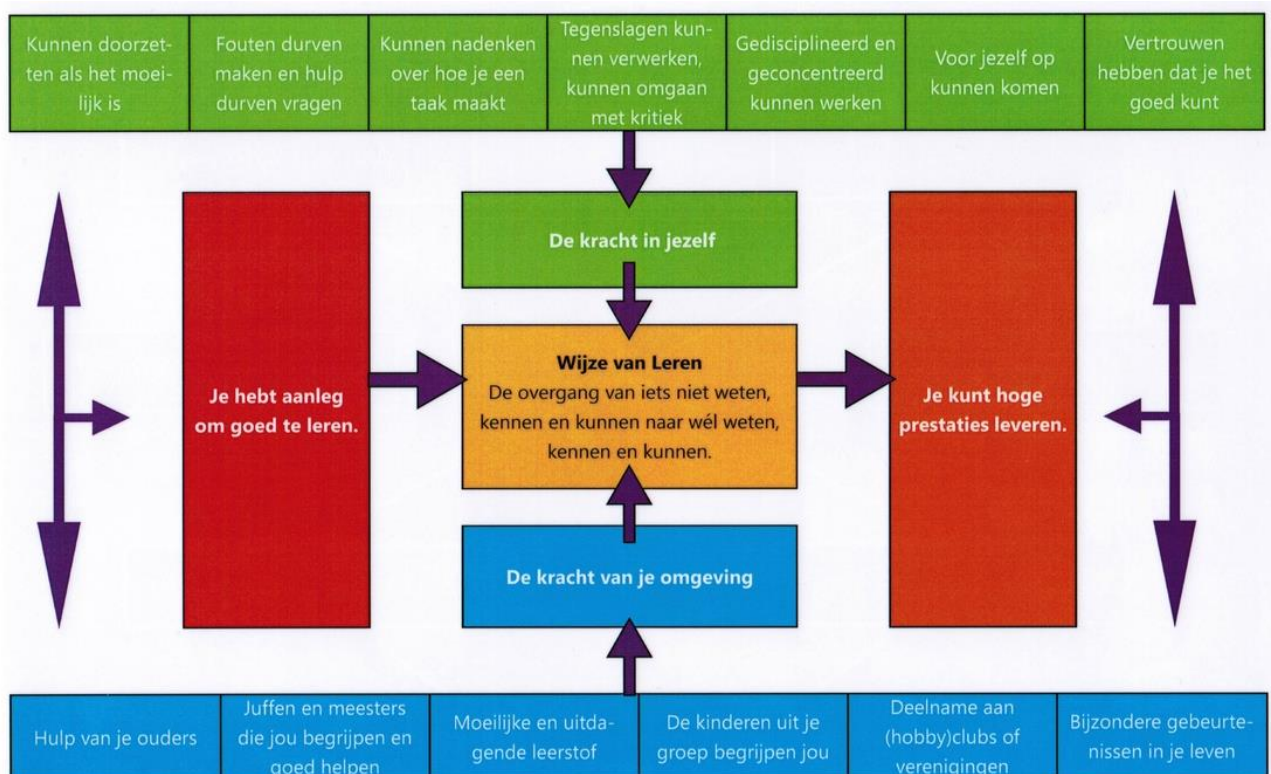 Kunnen doorzet-
ten als het moei-
lijk is
Fouten durven
maken en hulp
durven vragen
Kunnen nadenken
over hoe je een
taak maakt
Tegenslagen kun-
nen verwerken,
kunnen omgaan
met kritiek
Gedisciplineerd en
geconcentreerd
kunnen werken
Voor jezelf op
kunnen komen
Vertrouwen
hebben dat je het
goed kunt
De kracht in jezelf
Je hebt aanleg
om goed te leren.
Wijze van Leren
De overgang van iets niet weten,
kennen en kunnen naar wél weten,
kennen en kunnen.
Je kunt hoge
prestaties leveren.
De kracht van je omgeving
Hulp van je ouders
Juffen en meesters
die jou begrijpen en
goed helpen
Moeilijke en uitda-
gende leerstof
De kinderen uit je
groep begrijpen jou
Deelname aan
(hobby)clubs of
verenigingen
Bijzondere gebeurte-
nissen in je leven